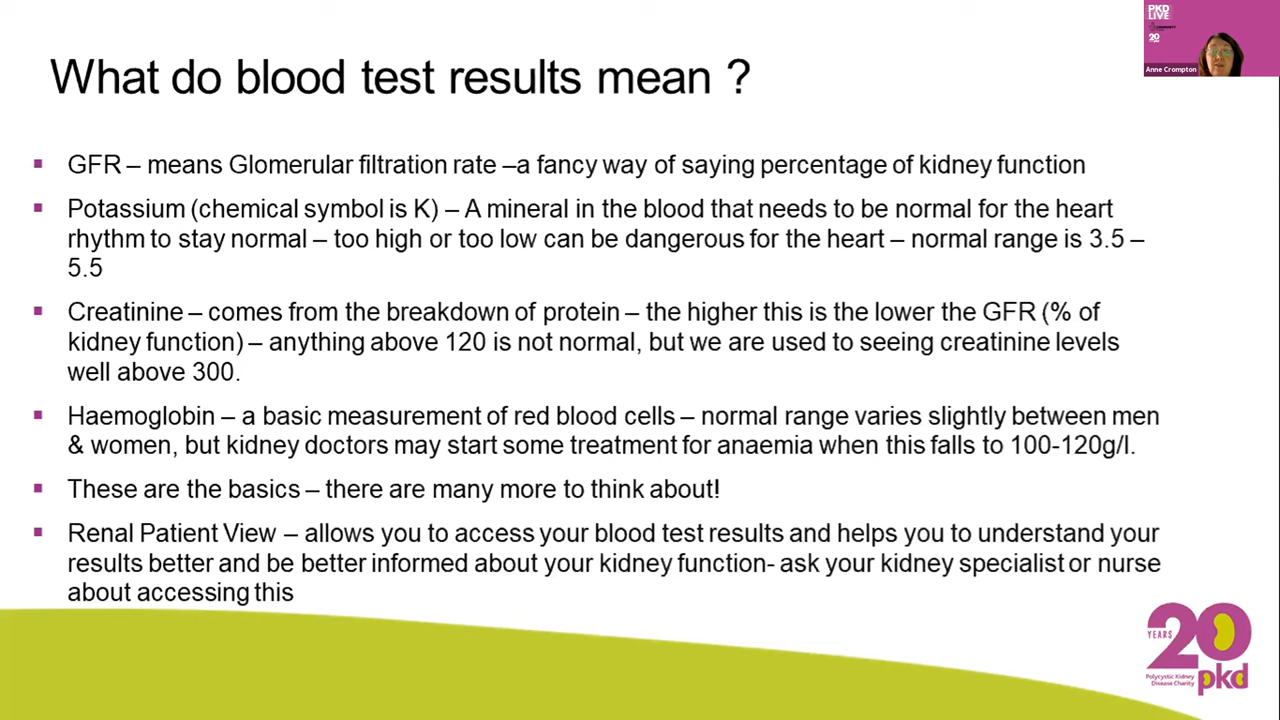 PKD
LIVE
20
pkd
Anne Crompton
What do blood test results mean ?
▪ GFR – means Glomerular filtration rate –a fancy way of saying percentage of kidney function
▪ Potassium (chemical symbol is K) – A mineral in the blood that needs to be normal for the heart
rhythm to stay normal – too high or too low can be dangerous for the heart – normal range is 3.5 –
5.5
▪ Creatinine – comes from the breakdown of protein – the higher this is the lower the GFR (% of
kidney function) – anything above 120 is not normal, but we are used to seeing creatinine levels
well above 300.
▪ Haemoglobin – a basic measurement of red blood cells – normal range varies slightly between men
& women, but kidney doctors may start some treatment for anaemia when this falls to 100-120g/l.
▪ These are the basics – there are many more to think about!
▪ Renal Patient View – allows you to access your blood test results and helps you to understand your
results better and be better informed about your kidney function- ask your kidney specialist or nurse
about accessing this
20
YEARS
Polycystic Kidney
Disease Charity
pkd